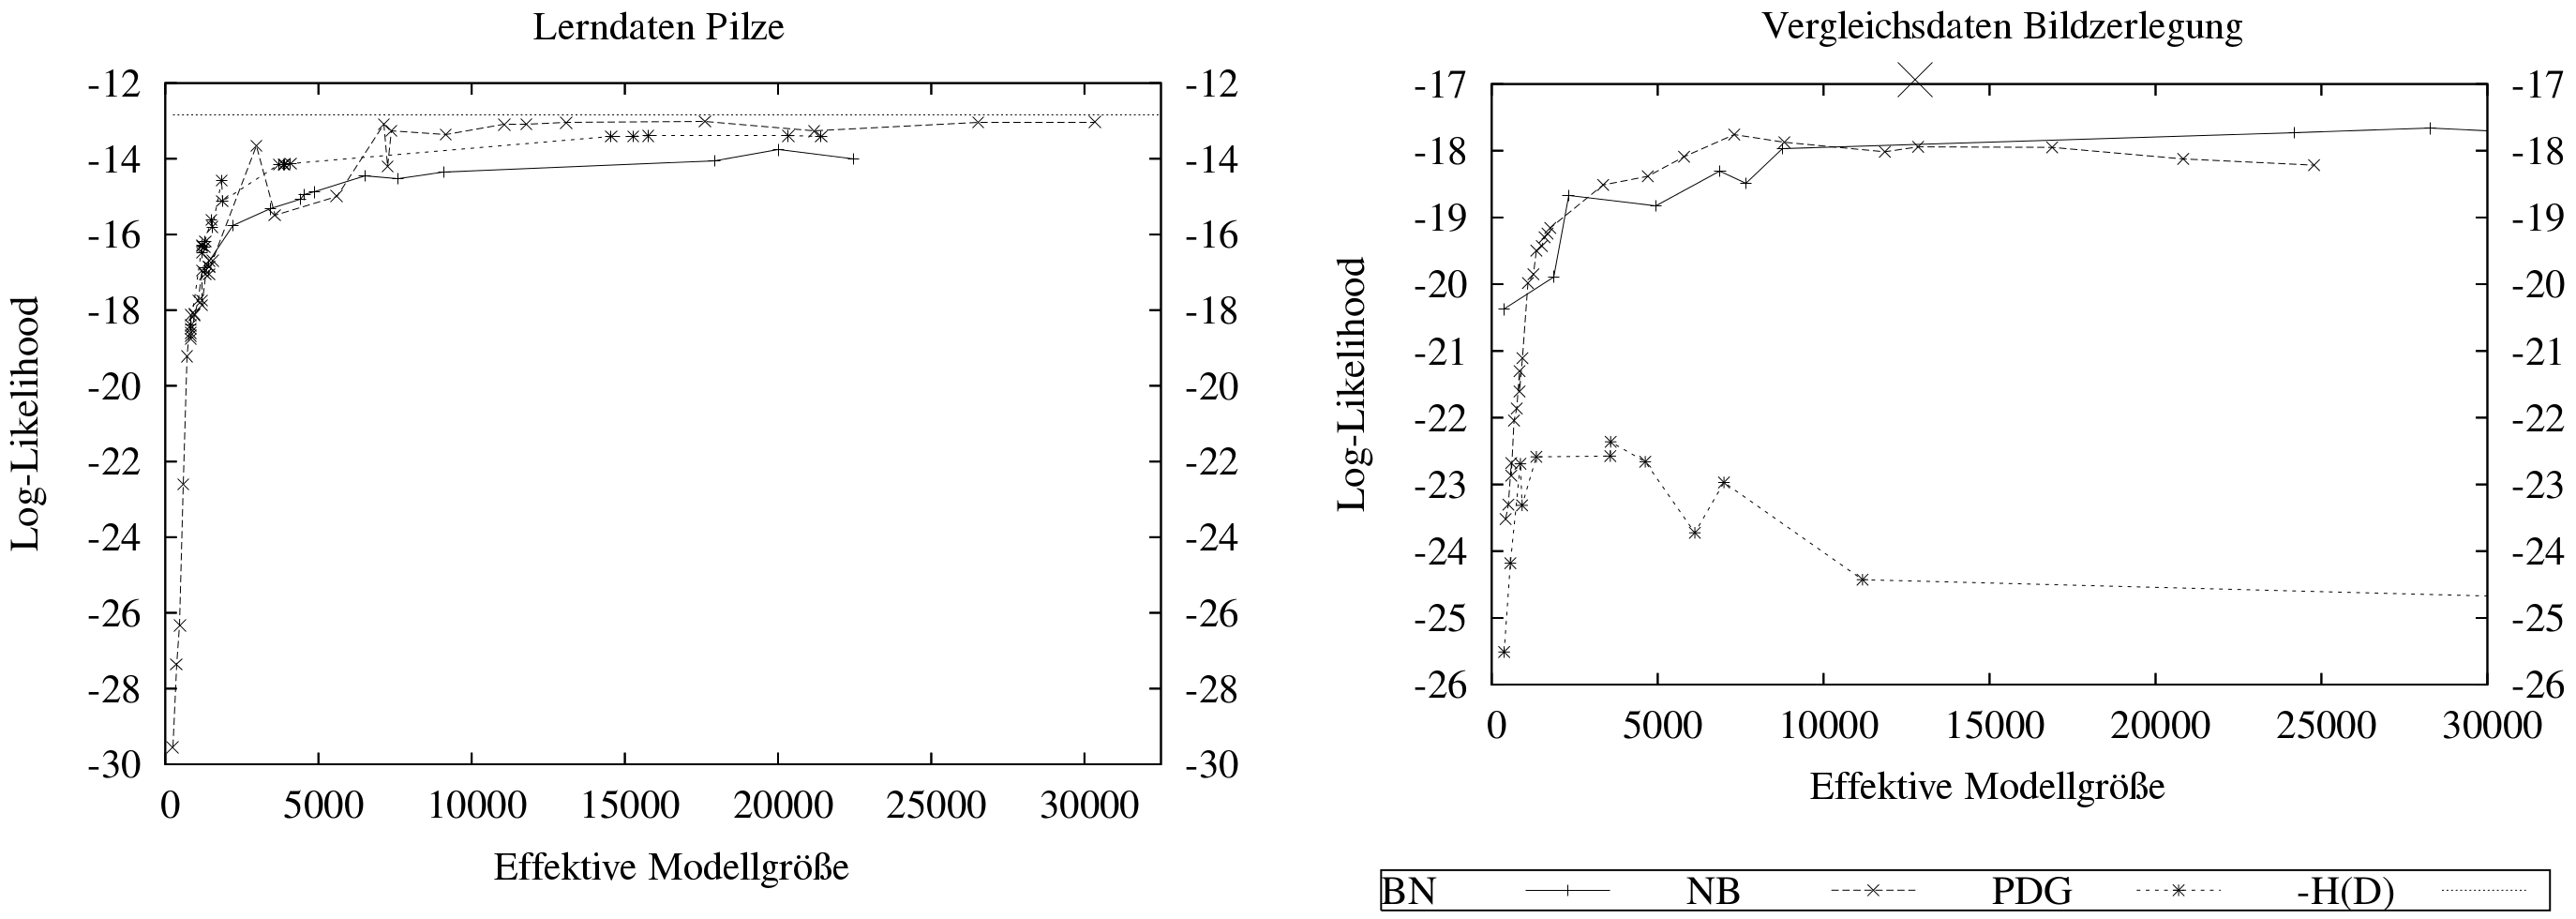 Lerndaten Pilze
-12 -12
-14 -14
-16 -16
-18 -18
-20 -20
-22 -22
-24 -24
-26 -26
-28 -28
-30 -30
Log-Likelihood
0 5000 10000 15000 20000 25000 30000
Effektive Modellgröße
Vergleichsdaten Bildzerlegung
-17 -17
-18 -18
-19 -19
-20 -20
-21 -21
-22 -22
-23 -23
-24 -24
-25 -25
-26 -26
Log-Likelihood
0 5000 10000 15000 20000 25000 30000
Effektive Modellgröße
BN NB PDG -H(D)